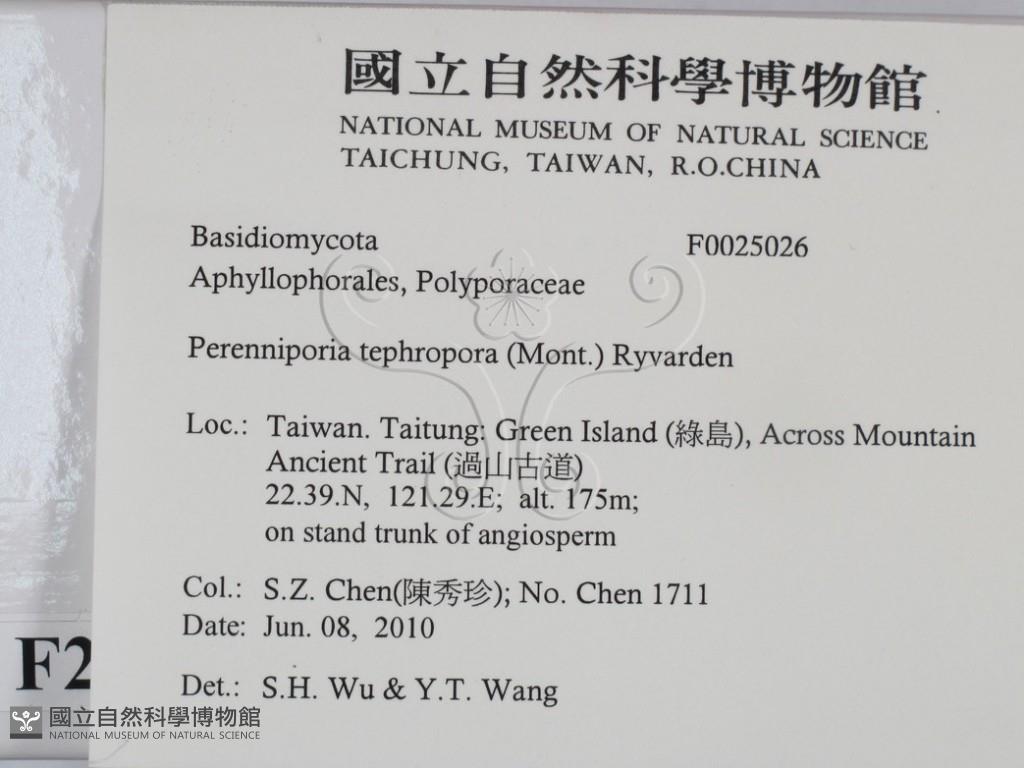 國立自然科學博物館
NATIONAL MUSEUM OF NATURAL SCIENCE
TAICHUNG, TAIWAN, R.O.CHINA
Basidiomycota F0025026
Aphyllophorales, Polyporaceae
Perenniporia tephropora (Mont.) Ryvarden
Loc.: Taiwan. Taitung: Green Island (綠島), Across Mountain
Ancient Trail (過山古道)
22.39.N, 121.29.E; alt. 175m;
on stand trunk of angiosperm
Col.: S.Z. Chen(陳秀珍); No. Chen 1711
Date: Jun. 08, 2010
Det.: S.H. Wu & Y.T. Wang
F2
國立自然科學博物館
NATIONAL MUSEUM OF NATURAL SCIENCE